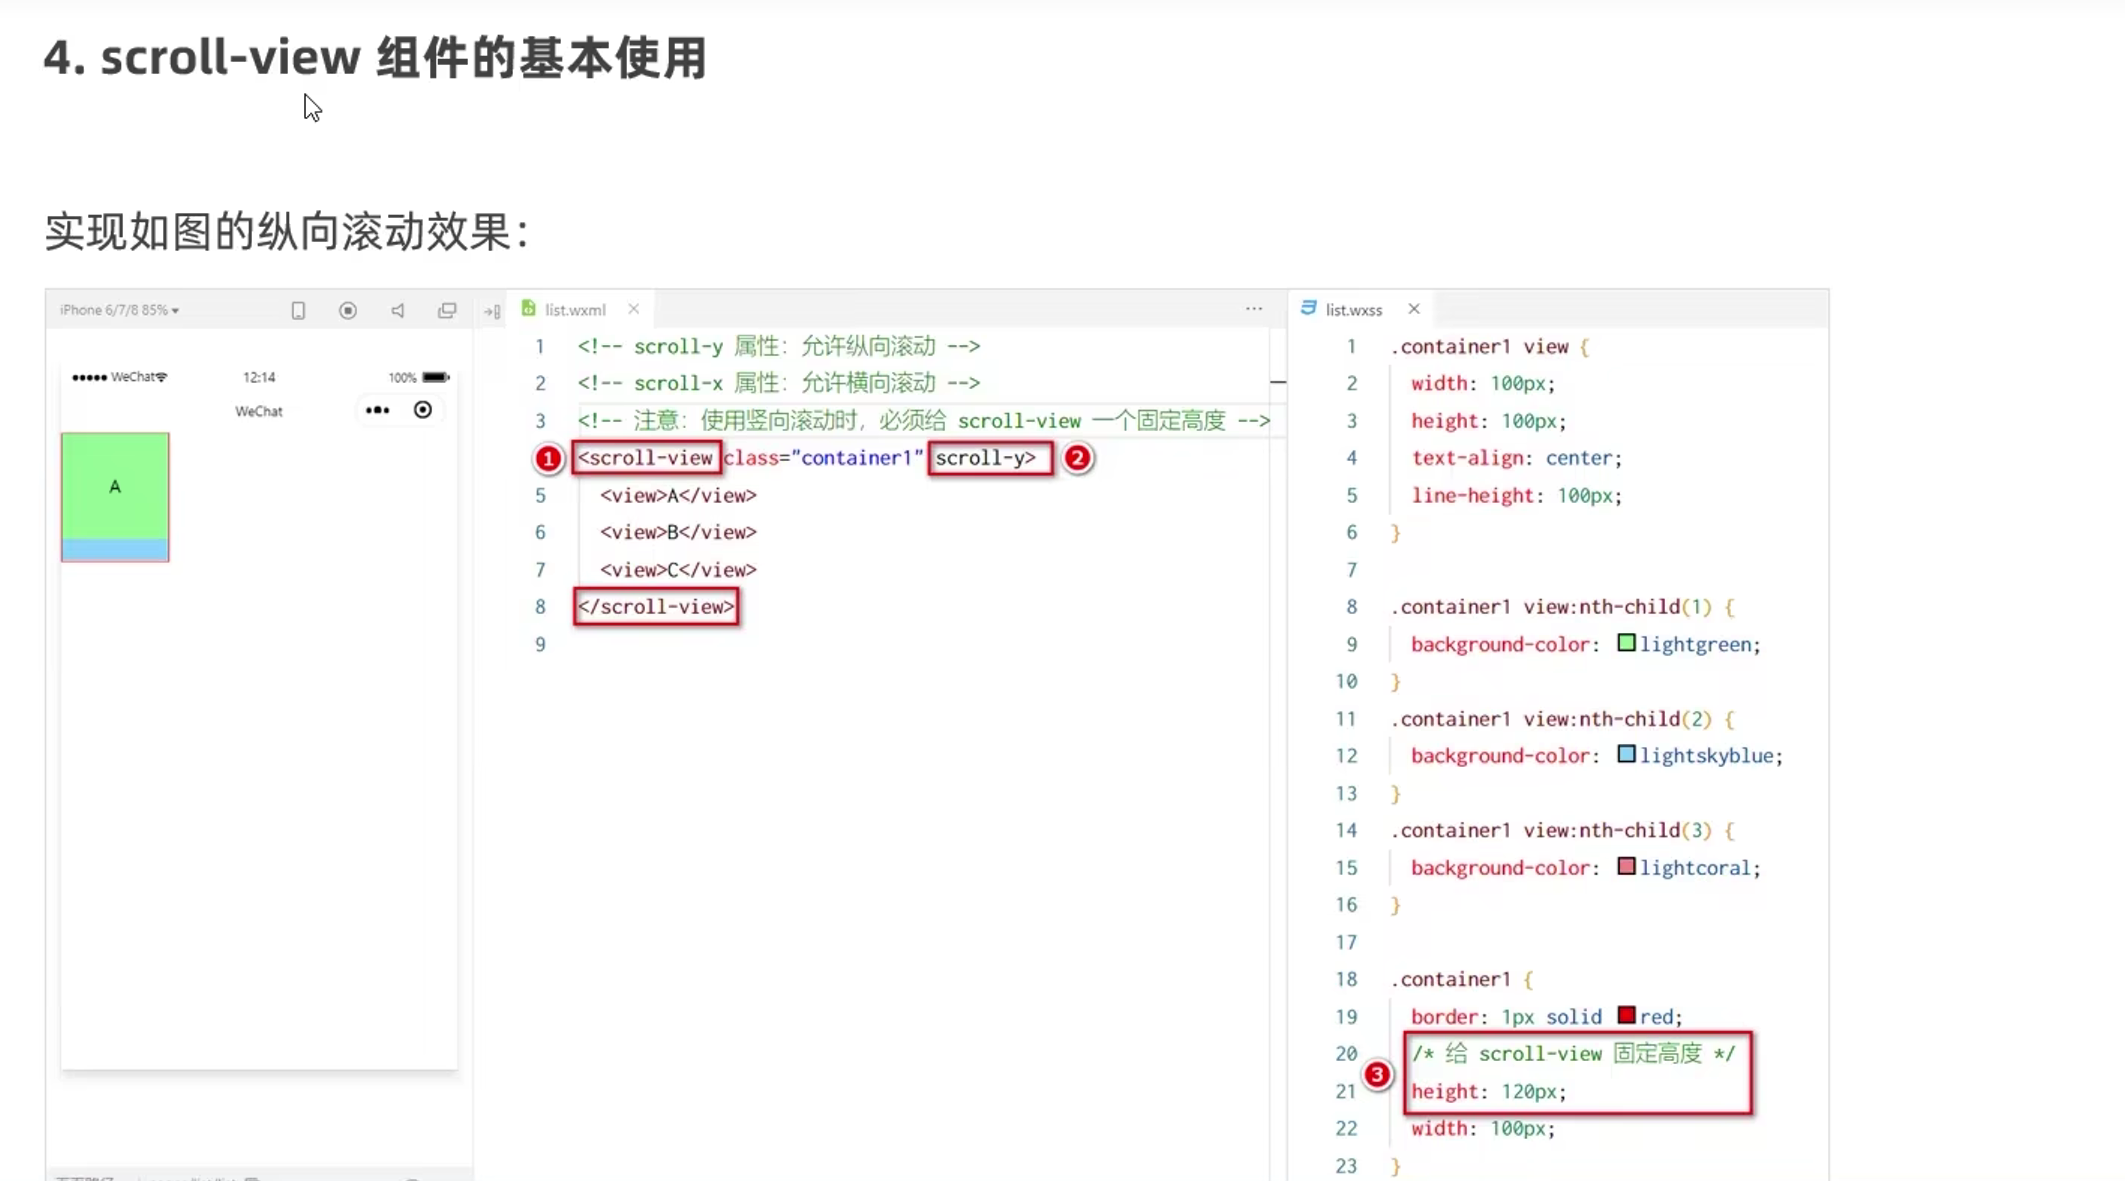 4. scroll-view 组件的基本使用
实现如图的纵向滚动效果：
iPhone 6/7/8 85%
WeChat
12:14
100%
WeChat
A
list.wxml
1 <!-- scroll-y 属性：允许纵向滚动 -->
2 <!-- scroll-x 属性：允许横向滚动 -->
3 <!-- 注意：使用竖向滚动时，必须给 scroll-view 一个固定高度 -->
1 <scroll-view class="container1" scroll-y> 2
5 <view>A</view>
6 <view>B</view>
7 <view>C</view>
8 </scroll-view>
9
list.wxss
1 .container1 view {
2 width: 100px;
3 height: 100px;
4 text-align: center;
5 line-height: 100px;
6 }
7
8 .container1 view:nth-child(1) {
9 background-color: lightgreen;
10 }
11 .container1 view:nth-child(2) {
12 background-color: lightskyblue;
13 }
14 .container1 view:nth-child(3) {
15 background-color: lightcoral;
16 }
17
18 .container1 {
19 border: 1px solid red;
20 /* 给 scroll-view 固定高度 */
3
21 height: 120px;
22 width: 100px;
23 }